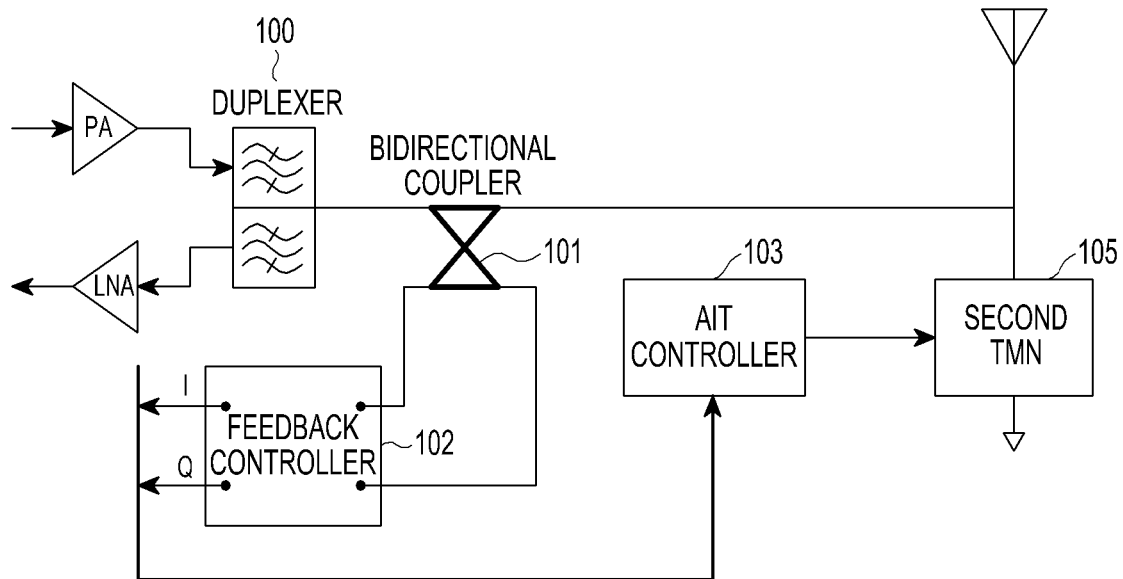 100
DUPLEXER
PA
BIDIRECTIONAL
COUPLER
101
LNA
103
105
AIT
CONTROLLER
SECOND
TMN
I
FEEDBACK
CONTROLLER
102
Q